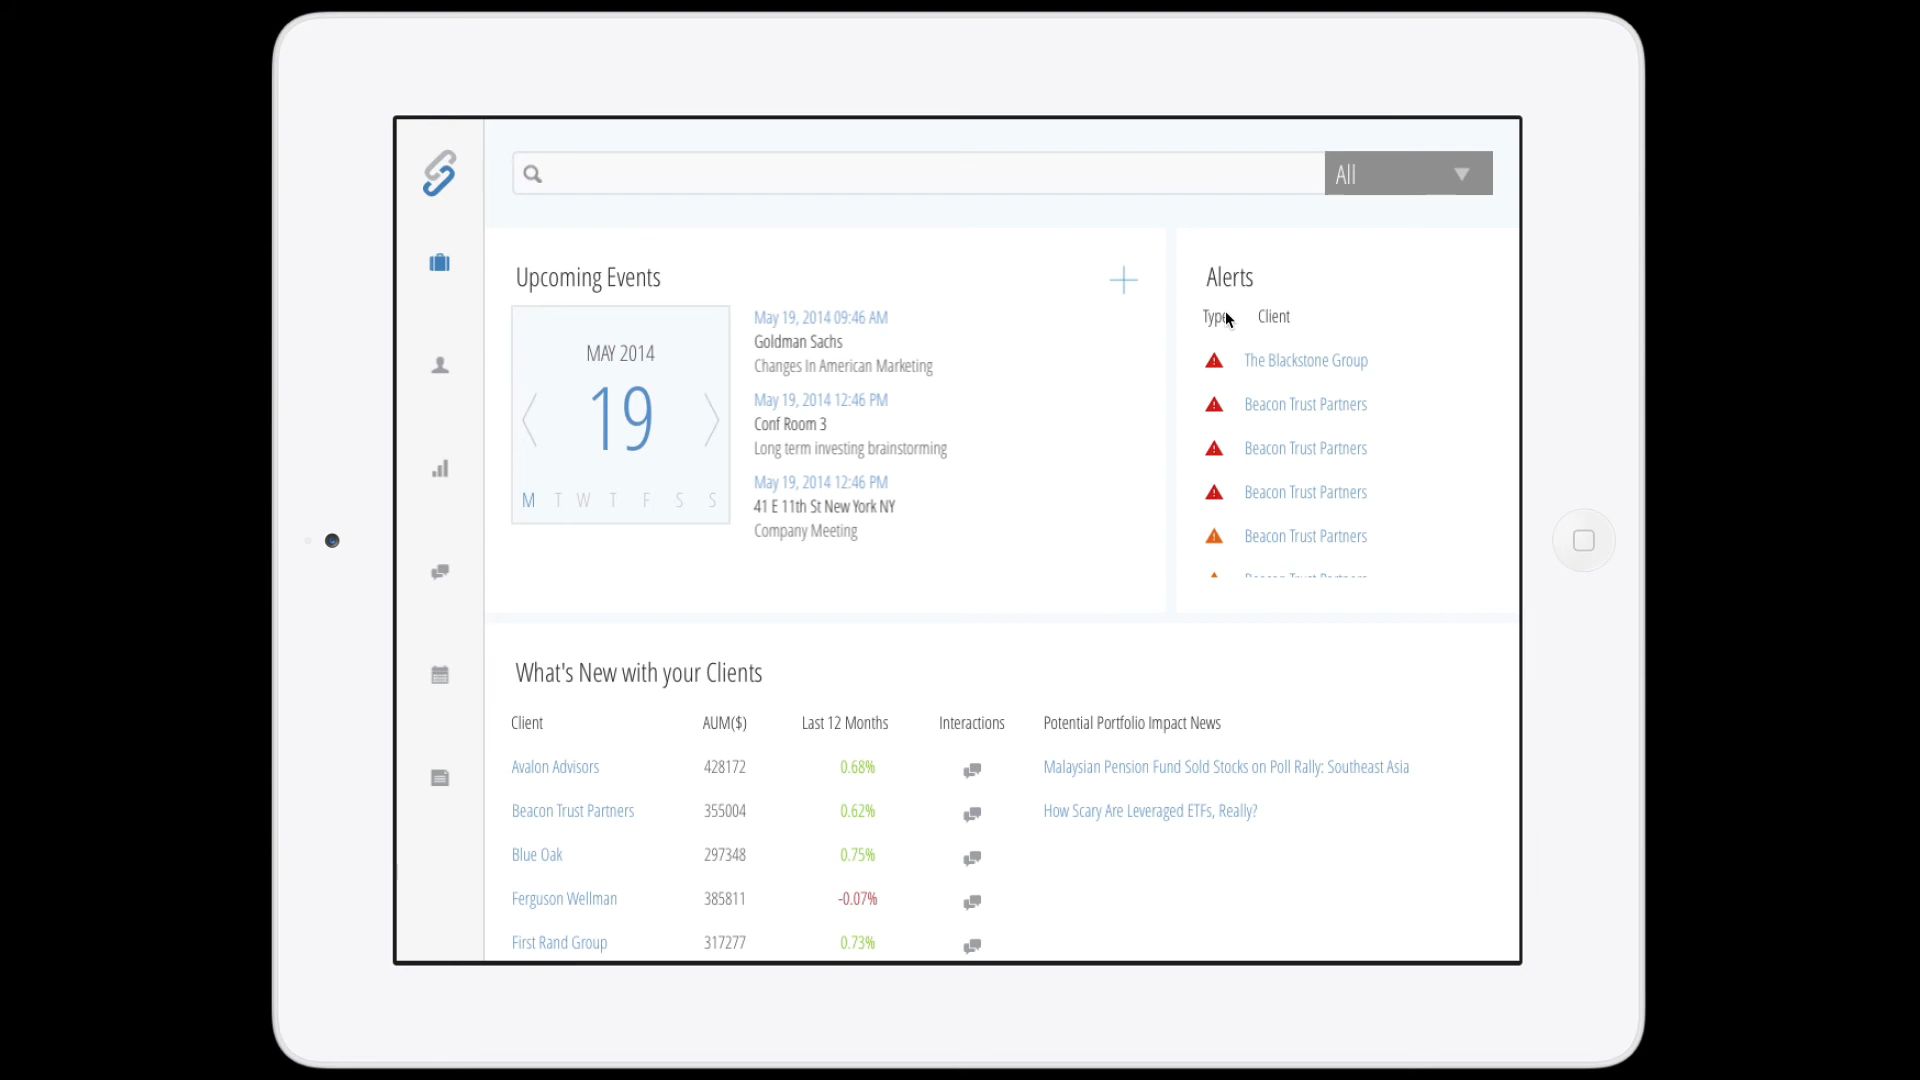 All
Upcoming Events
MAY 2014
19
M T W T F S S
May 19, 2014 09:46 AM
Goldman Sachs
Changes In American Marketing
May 19, 2014 12:46 PM
Conf Room 3
Long term investing brainstorming
May 19, 2014 12:46 PM
41 E 11th St New York NY
Company Meeting
Alerts
Type Client
The Blackstone Group
Beacon Trust Partners
Beacon Trust Partners
Beacon Trust Partners
Beacon Trust Partners
What's New with your Clients
Client AUM($) Last 12 Months Interactions Potential Portfolio Impact News
Avalon Advisors 428172 0.68% Malaysian Pension Fund Sold Stocks on Poll Rally: Southeast Asia
Beacon Trust Partners 355004 0.62% How Scary Are Leveraged ETFs, Really?
Blue Oak 297348 0.75%
Ferguson Wellman 385811 -0.07%
First Rand Group 317277 0.73%